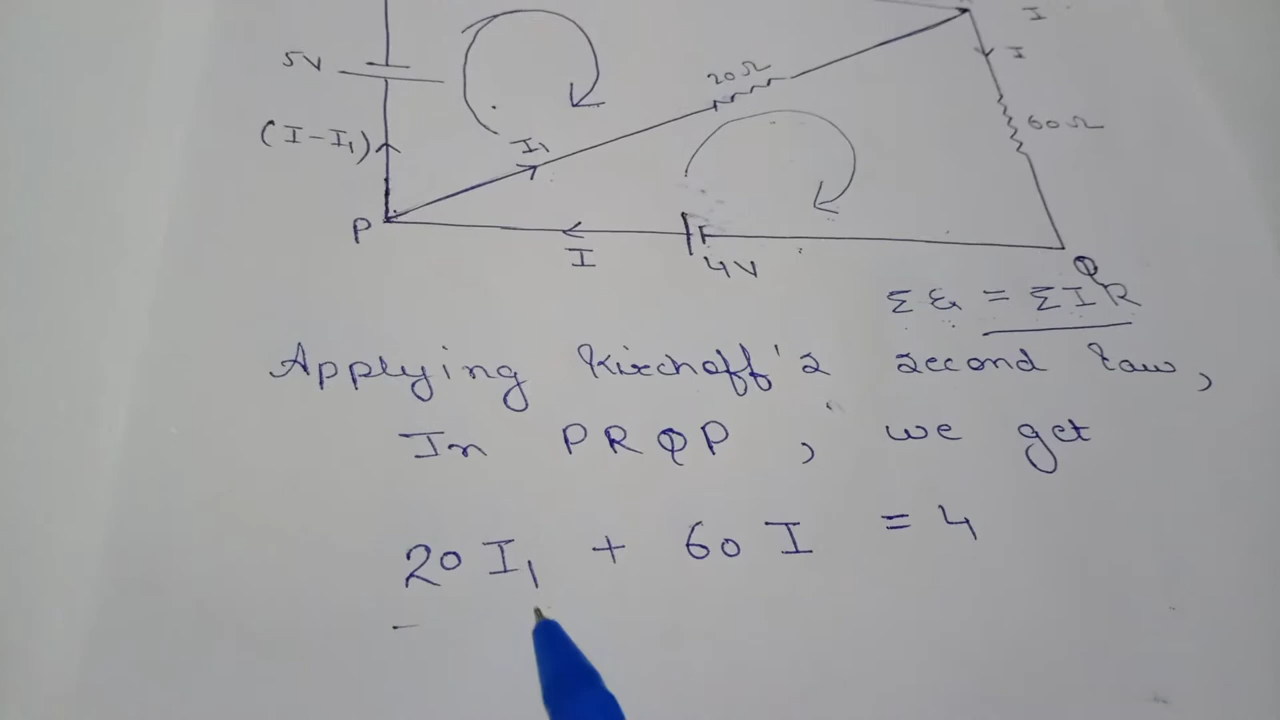 I
5V
20Ω
I
60Ω
(I-I₁)
I₁
P
I
4V
Q
Σε = ΣIR
Applying Kirchoff's second law,
In PRQP, we get
20 I₁ + 60 I = 4